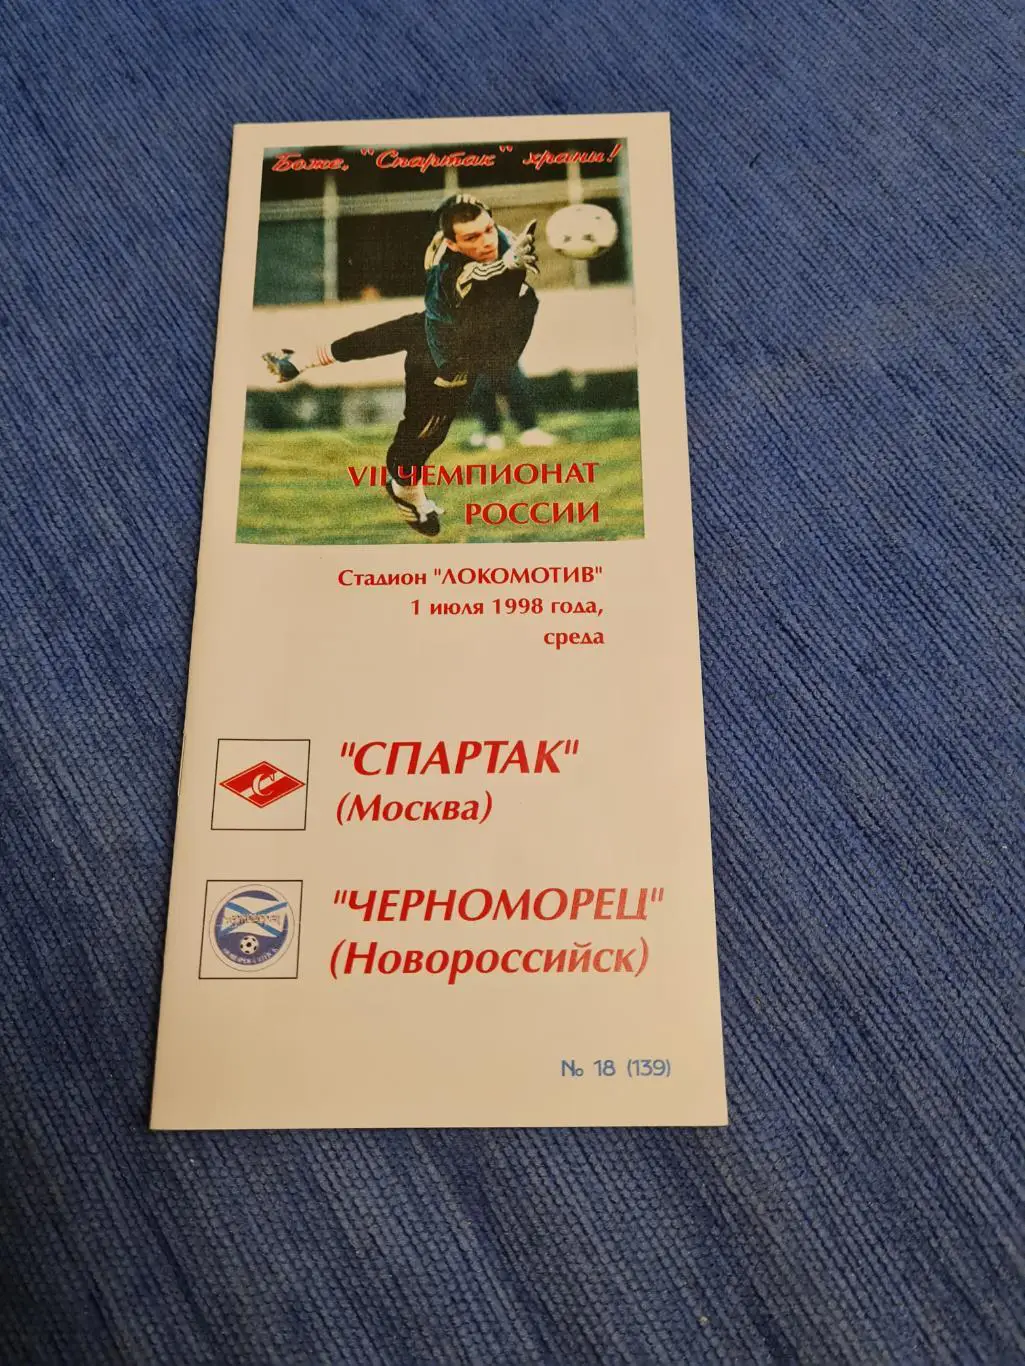 Боже, "Спартак" храни!
VII ЧЕМПИОНАТ
РОССИИ
Стадион "ЛОКОМОТИВ"
1 июля 1998 года,
среда
"СПАРТАК"
(Москва)
"ЧЕРНОМОРЕЦ"
(Новороссийск)
№ 18 (139)